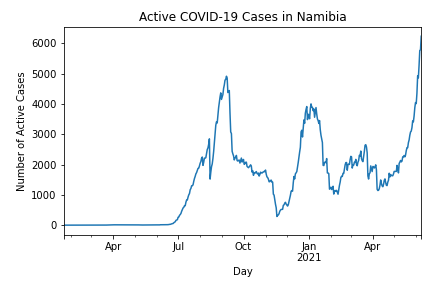 Active COVID-19 Cases in Namibia
Number of Active Cases
6000
5000
4000
3000
2000
1000
0
Apr
Jul
Oct
Jan
2021
Apr
Day